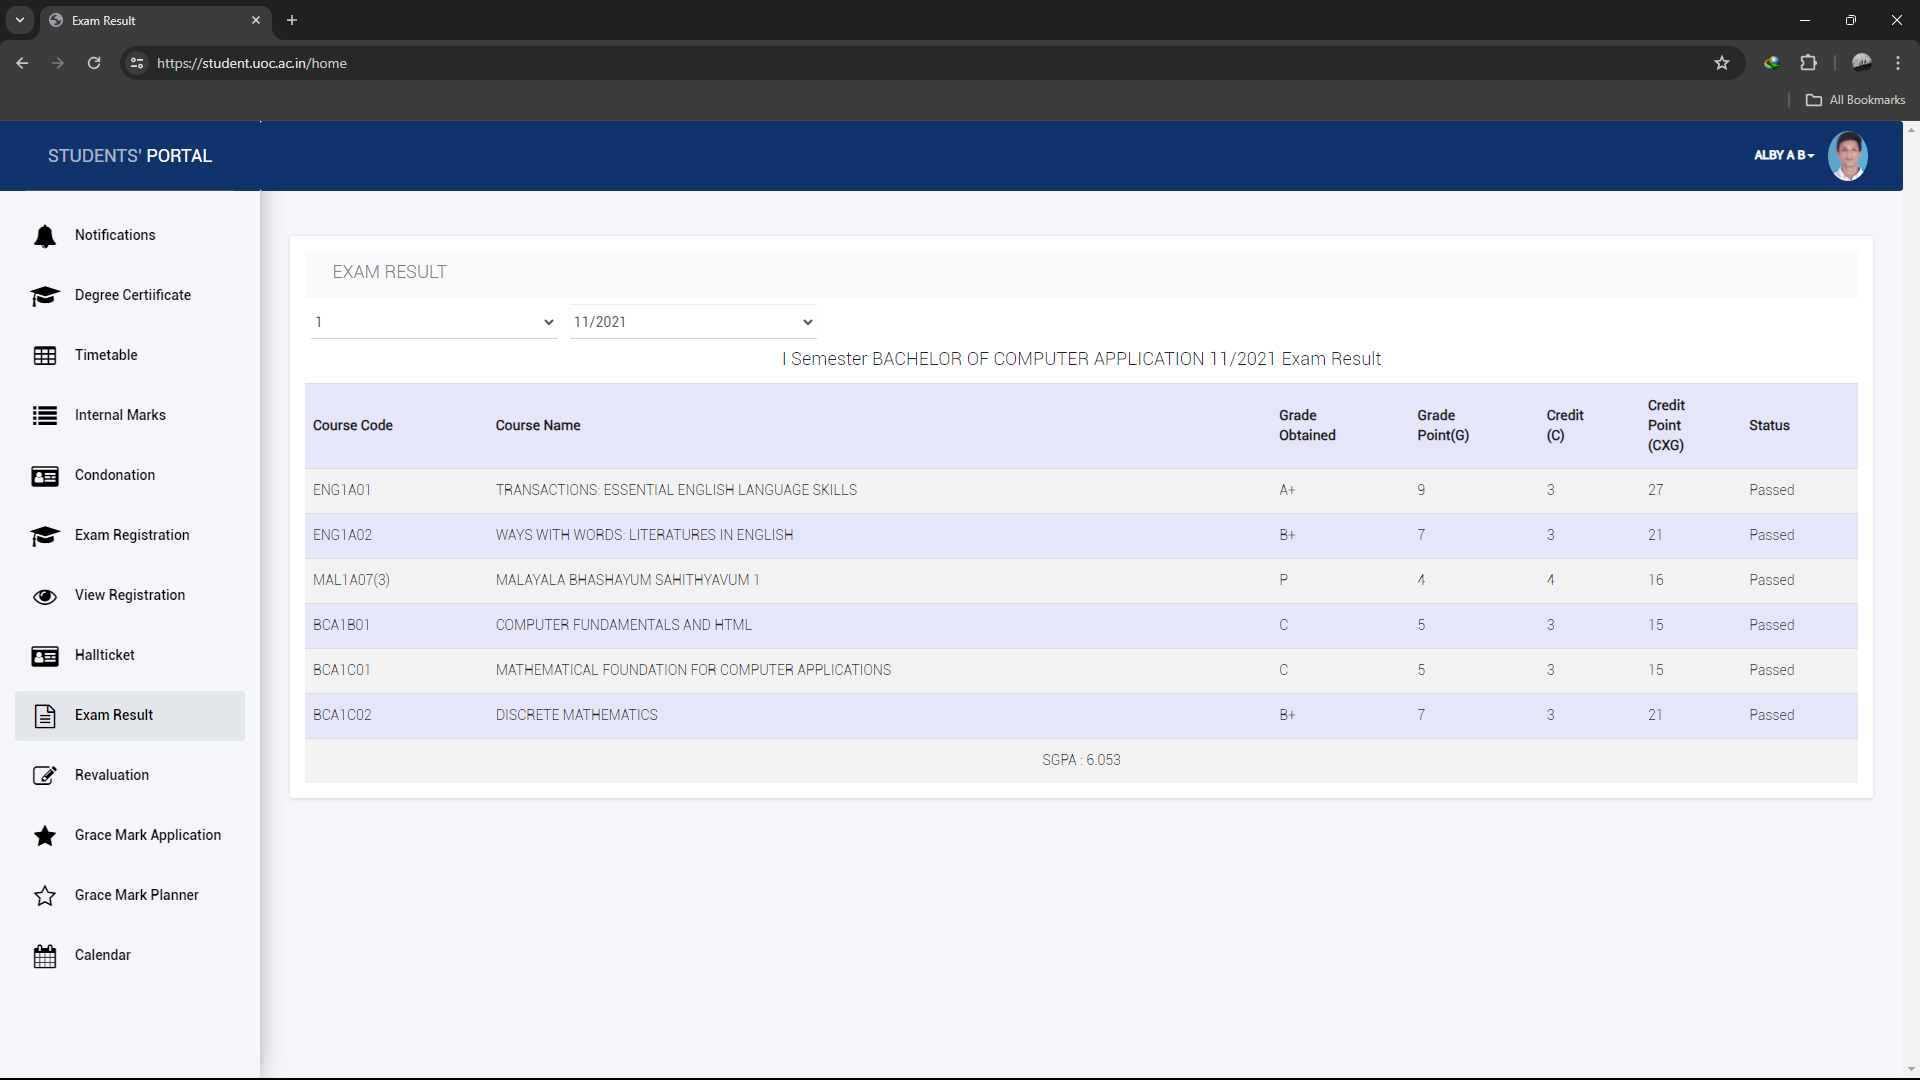 Exam Result
https://student.uoc.ac.in/home
All Bookmarks
STUDENTS' PORTAL
ALBY A B
Notifications
Degree Certiificate
Timetable
Internal Marks
Condonation
Exam Registration
View Registration
Hallticket
Exam Result
Revaluation
Grace Mark Application
Grace Mark Planner
Calendar
EXAM RESULT
1 11/2021
I Semester BACHELOR OF COMPUTER APPLICATION 11/2021 Exam Result
Course Code Course Name Grade Obtained Grade Point(G) Credit (C) Credit Point (CXG) Status
ENG1A01 TRANSACTIONS: ESSENTIAL ENGLISH LANGUAGE SKILLS A+ 9 3 27 Passed
ENG1A02 WAYS WITH WORDS: LITERATURES IN ENGLISH B+ 7 3 21 Passed
MAL1A07(3) MALAYALA BHASHAYUM SAHITHYAVUM 1 P 4 4 16 Passed
BCA1B01 COMPUTER FUNDAMENTALS AND HTML C 5 3 15 Passed
BCA1C01 MATHEMATICAL FOUNDATION FOR COMPUTER APPLICATIONS C 5 3 15 Passed
BCA1C02 DISCRETE MATHEMATICS B+ 7 3 21 Passed
SGPA : 6.053